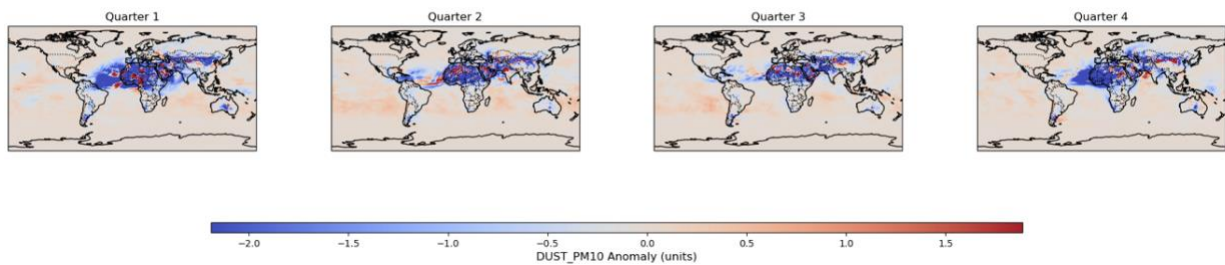 Quarter 1 Quarter 2 Quarter 3 Quarter 4
−2.0 −1.5 −1.0 −0.5 0.0 0.5 1.0 1.5
DUST_PM10 Anomaly (units)